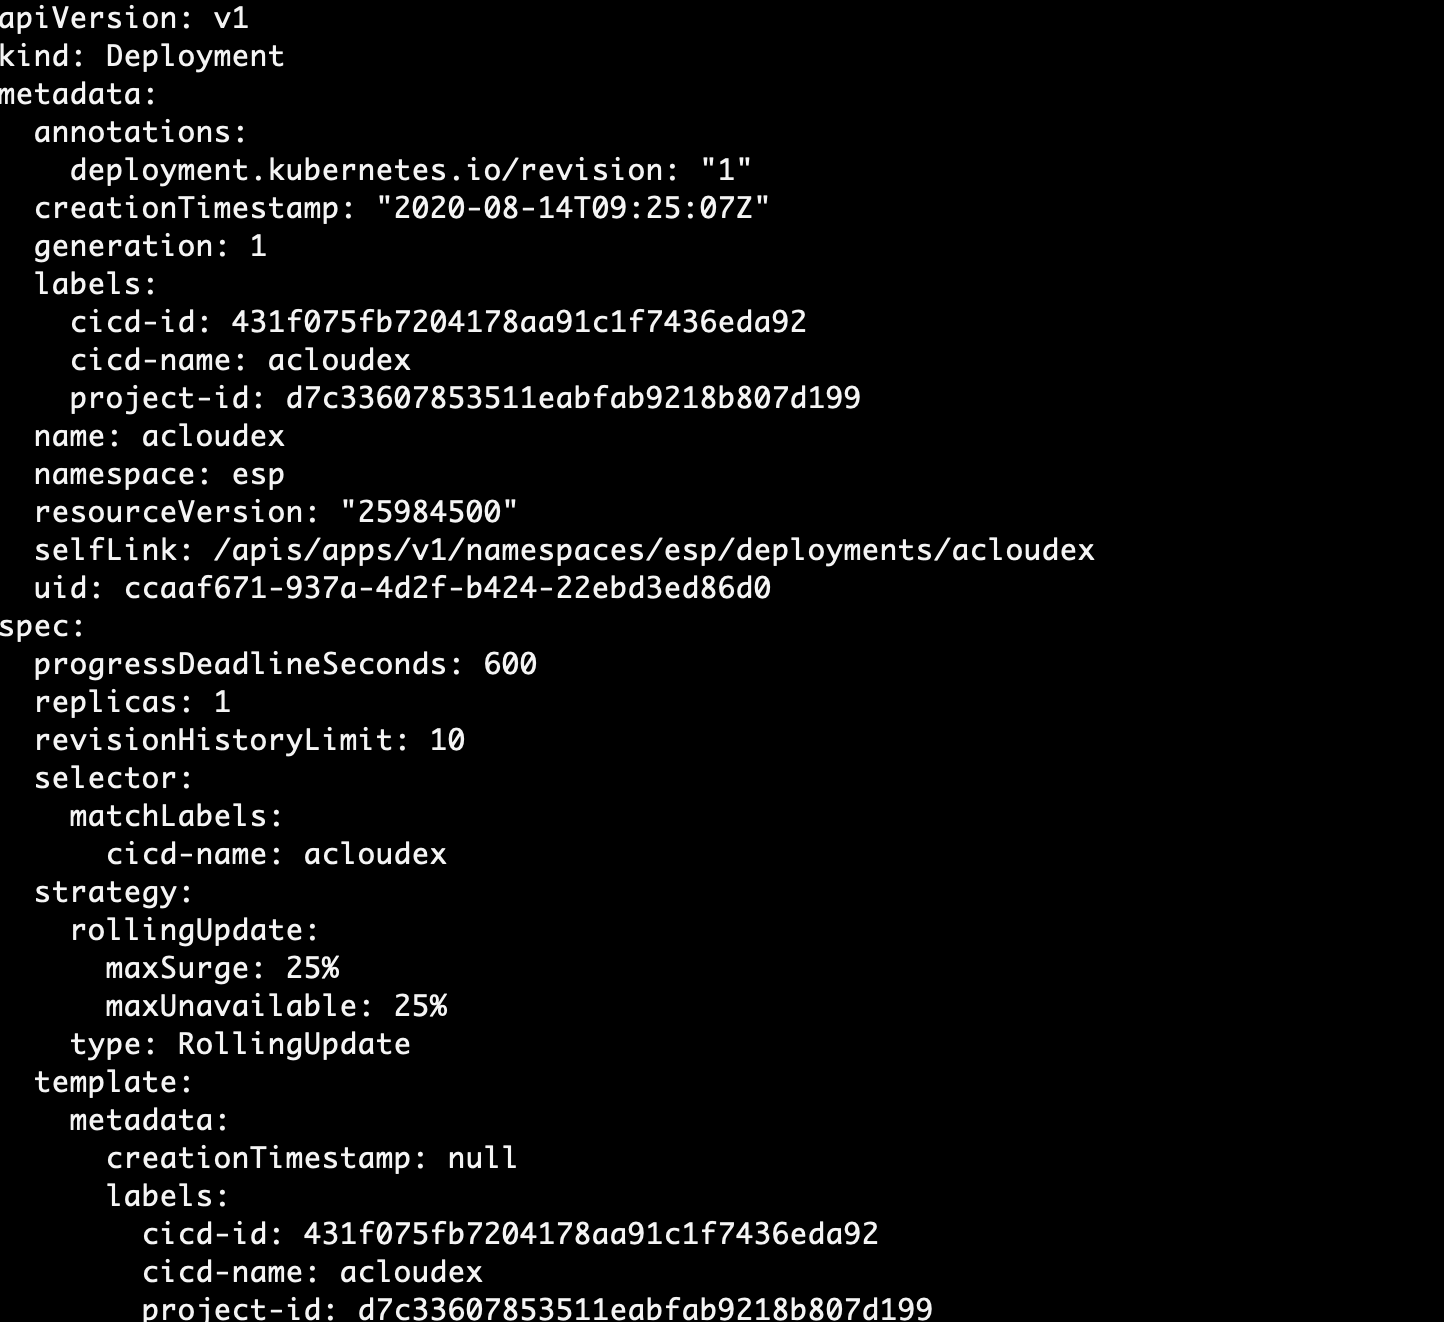 apiVersion: v1
kind: Deployment
metadata:
  annotations:
    deployment.kubernetes.io/revision: "1"
  creationTimestamp: "2020-08-14T09:25:07Z"
  generation: 1
  labels:
    cicd-id: 431f075fb7204178aa91c1f7436eda92
    cicd-name: acloudex
    project-id: d7c33607853511eabfab9218b807d199
  name: acloudex
  namespace: esp
  resourceVersion: "25984500"
  selfLink: /apis/apps/v1/namespaces/esp/deployments/acloudex
  uid: ccaaf671-937a-4d2f-b424-22ebd3ed86d0
spec:
  progressDeadlineSeconds: 600
  replicas: 1
  revisionHistoryLimit: 10
  selector:
    matchLabels:
      cicd-name: acloudex
  strategy:
    rollingUpdate:
      maxSurge: 25%
      maxUnavailable: 25%
    type: RollingUpdate
  template:
    metadata:
      creationTimestamp: null
      labels:
        cicd-id: 431f075fb7204178aa91c1f7436eda92
        cicd-name: acloudex
        project-id: d7c33607853511eabfab9218b807d199